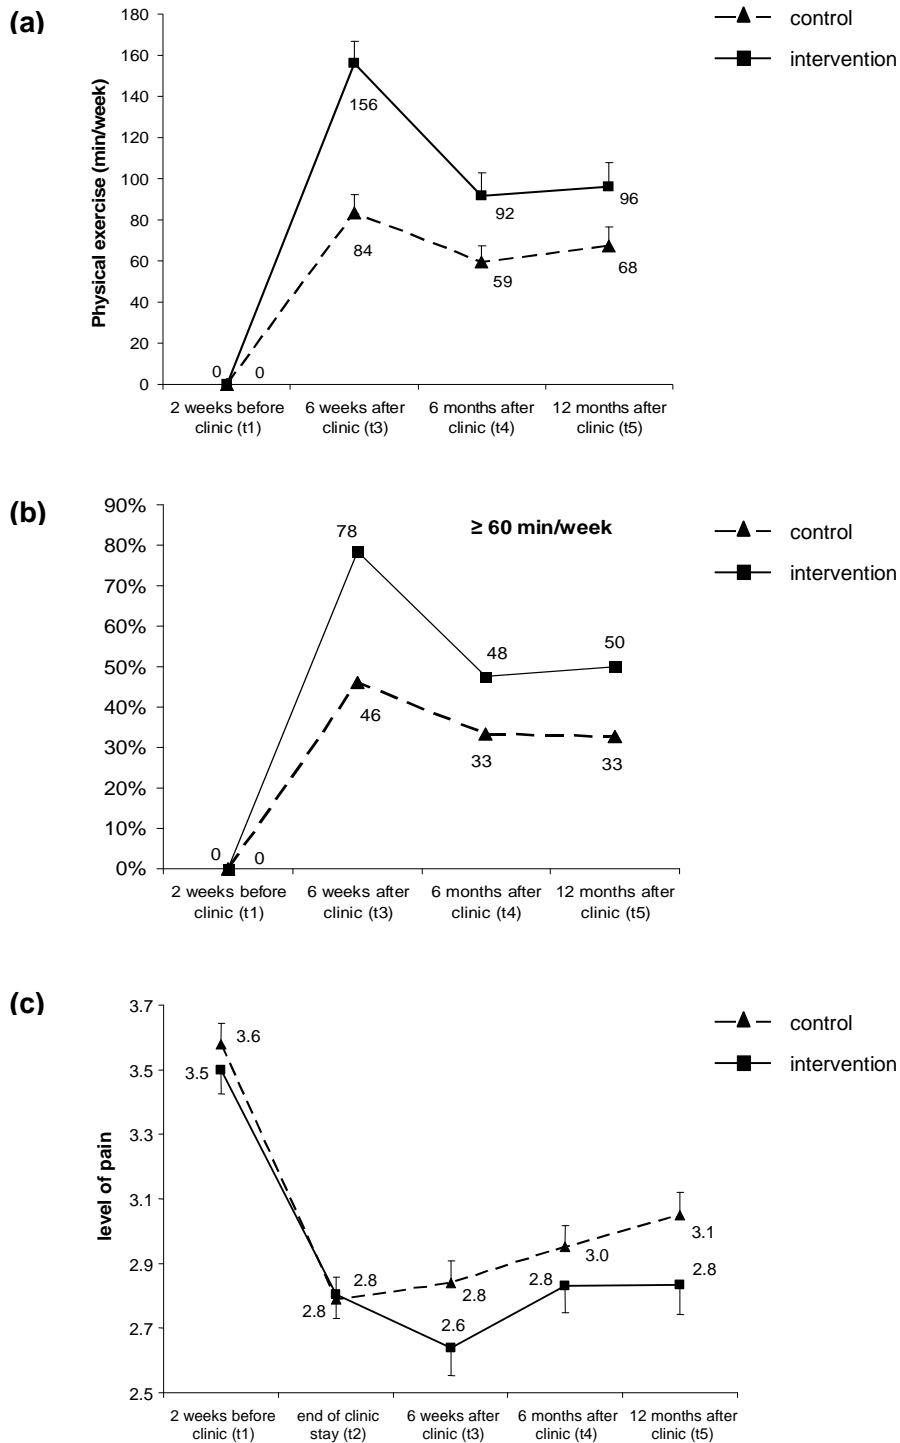 (a)
180
160
140
120
100
80
60
40
20
0
Physical exercise (min/week)
156
92
96
84
59
68
0
0
2 weeks before
clinic (t1)
6 weeks after
clinic (t3)
6 months after
clinic (t4)
12 months after
clinic (t5)
control
intervention
(b)
90%
80%
70%
60%
50%
40%
30%
20%
10%
0%
≥ 60 min/week
78
48
50
46
33
33
0
0
2 weeks before
clinic (t1)
6 weeks after
clinic (t3)
6 months after
clinic (t4)
12 months after
clinic (t5)
control
intervention
(c)
3.7
3.5
3.3
3.1
2.9
2.7
2.5
level of pain
3.6
3.5
2.8
2.8
2.8
2.6
3.0
2.8
3.1
2.8
2 weeks before
clinic (t1)
end of clinic
stay (t2)
6 weeks after
clinic (t3)
6 months after
clinic (t4)
12 months after
clinic (t5)
control
intervention